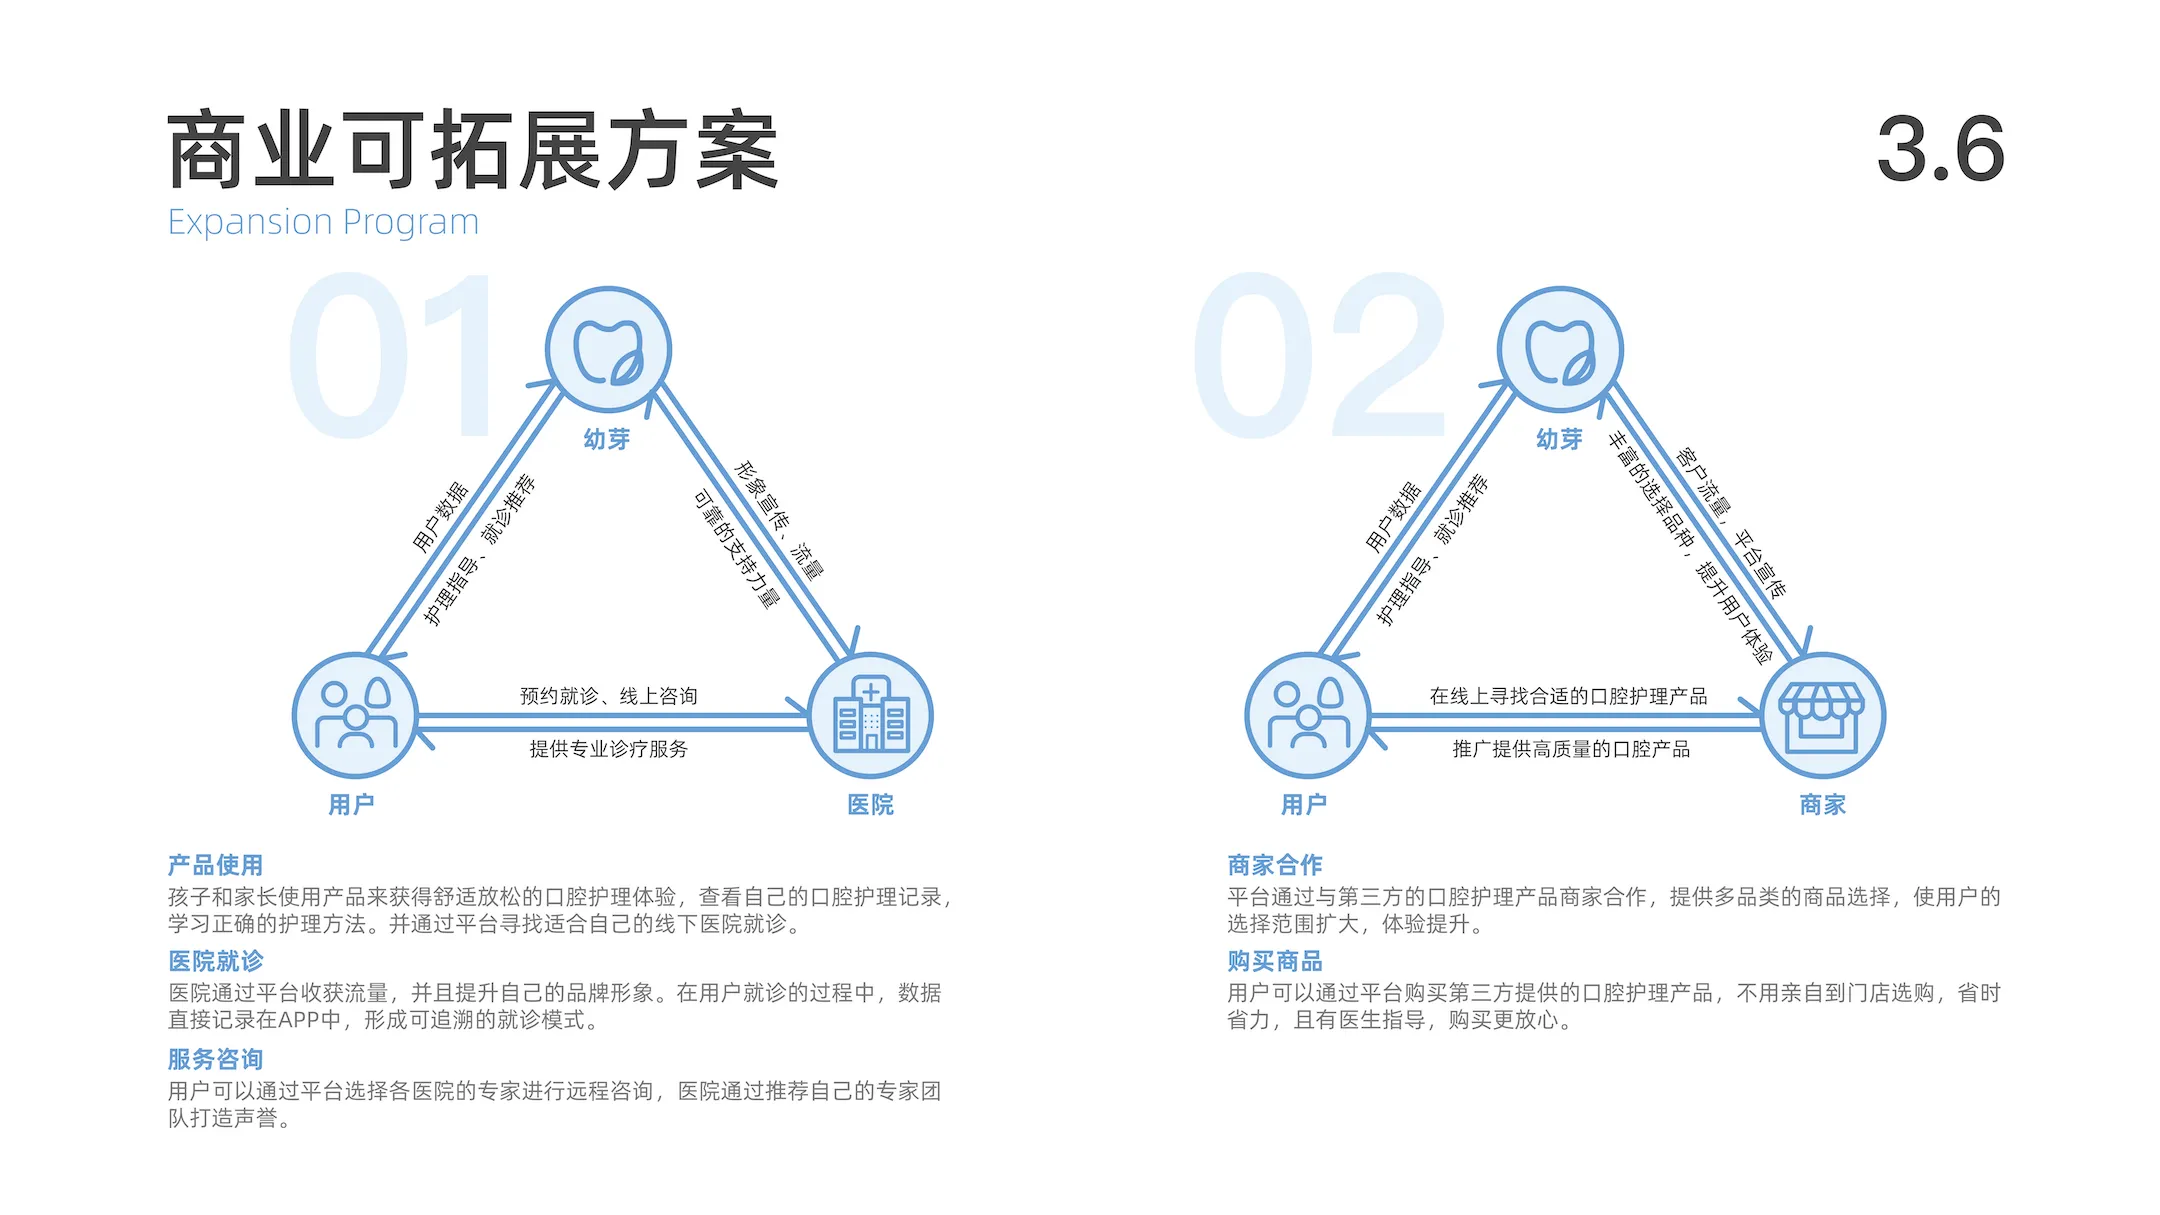 商业可拓展方案
3.6
Expansion Program
01
幼芽
用户数据
护理指导、就诊推荐
形象宣传、流量
可靠的支持力量
预约就诊、线上咨询
提供专业诊疗服务
用户
医院
产品使用
孩子和家长使用产品来获得舒适放松的口腔护理体验，查看自己的口腔护理记录，
学习正确的护理方法。并通过平台寻找适合自己的线下医院就诊。
医院就诊
医院通过平台收获流量，并且提升自己的品牌形象。在用户就诊的过程中，数据
直接记录在APP中，形成可追溯的就诊模式。
服务咨询
用户可以通过平台选择各医院的专家进行远程咨询，医院通过推荐自己的专家团
队打造声誉。
02
幼芽
用户数据
护理指导、就诊推荐
客户流量，平台宣传
丰富的选择品种，提升用户体验
在线上寻找合适的口腔护理产品
推广提供高质量的口腔产品
用户
商家
商家合作
平台通过与第三方的口腔护理产品商家合作，提供多品类的商品选择，使用户的
选择范围扩大，体验提升。
购买商品
用户可以通过平台购买第三方提供的口腔护理产品，不用亲自到门店选购，省时
省力，且有医生指导，购买更放心。